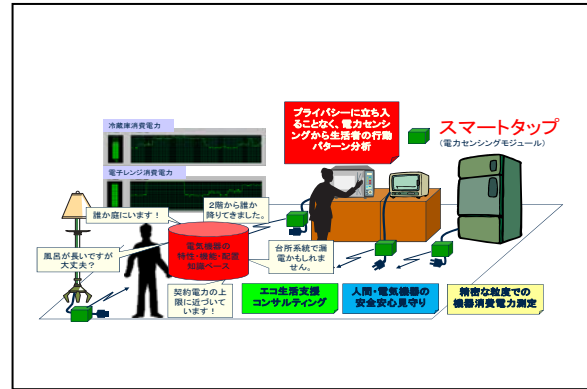 冷蔵庫消費電力
電子レンジ消費電力
プライバシーに立ち入
ることなく、電力センシ
ングから生活者の行動
パターン分析
スマートタップ
(電力センシングモジュール)
2階から誰か
降りてきました。
誰か庭にいます!
風呂が長いですが
大丈夫?
電気機器の
特性・機能・配置
知識ベース
台所系統で漏
電かもしれま
せん。
契約電力の上
限に近づいて
います!
エコ生活支援
コンサルティング
人間・電気機器の
安全安心見守り
精密な粒度での
機器消費電力測定